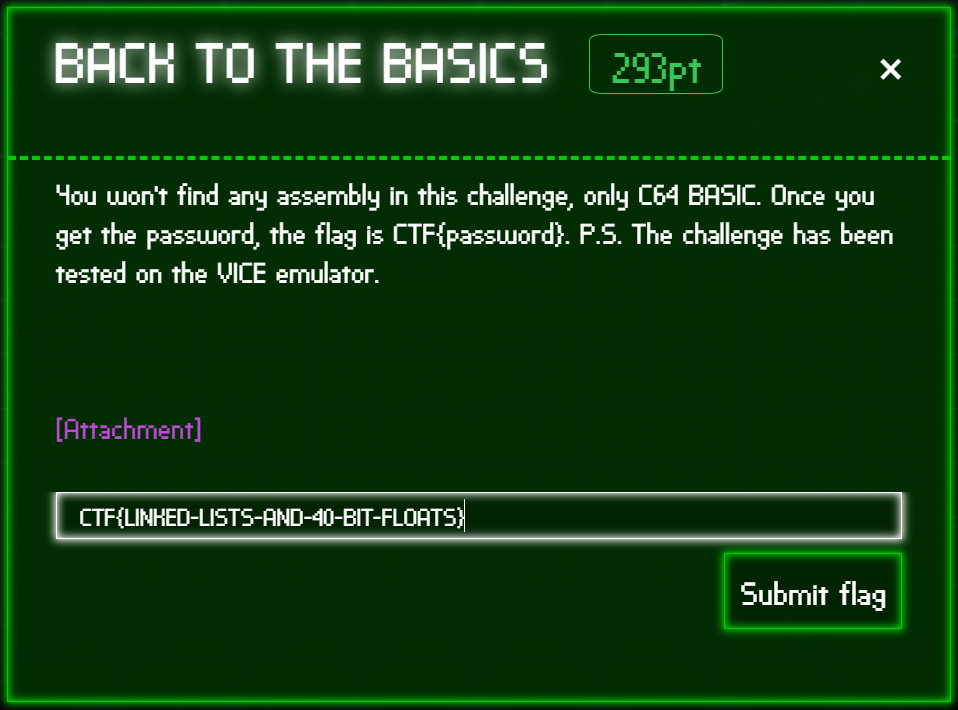 BACK TO THE BASICS 293pt ×
You won't find any assembly in this challenge, only C64 BASIC. Once you
get the password, the flag is CTF{password}. P.S. The challenge has been
tested on the VICE emulator.
[Attachment]
CTF{LINKED-LISTS-AND-40-BIT-FLOATS}
Submit flag